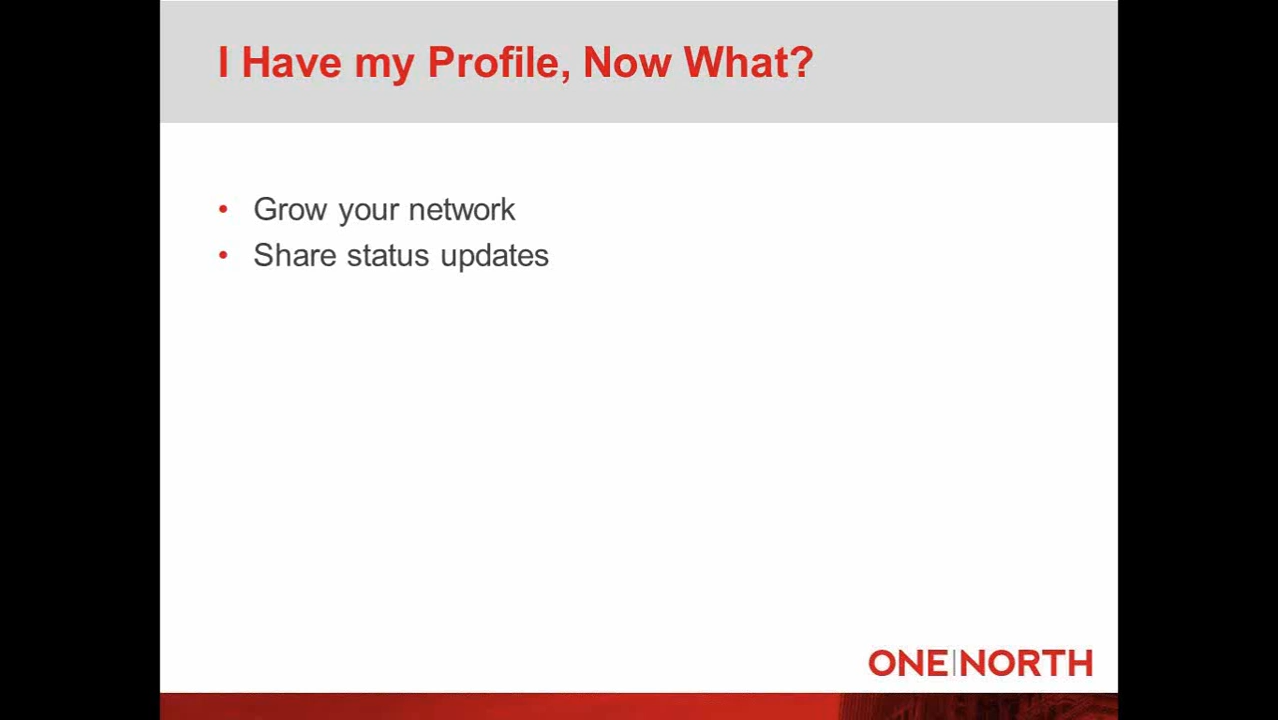 I Have my Profile, Now What?
• Grow your network
• Share status updates
ONE|NORTH